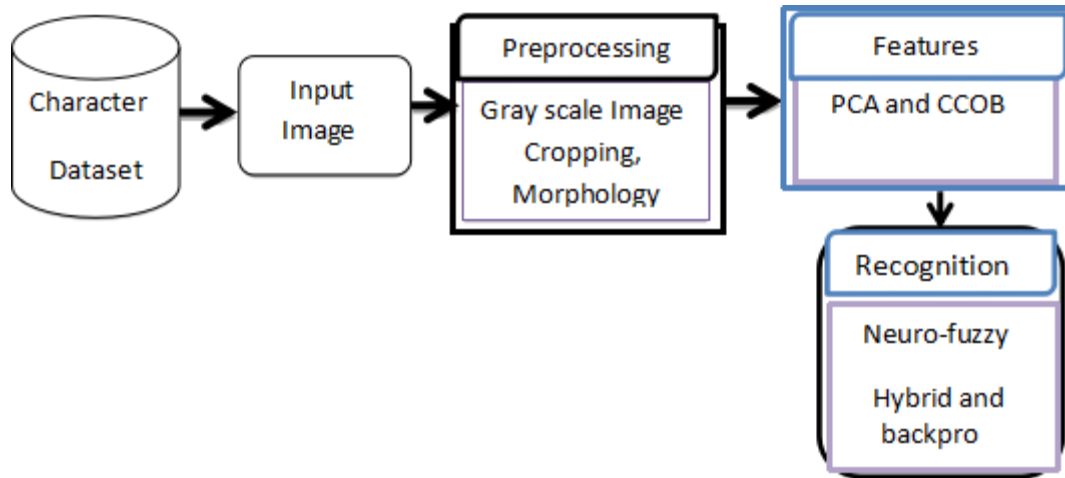 Character
Dataset
Input
Image
Preprocessing
Gray scale Image
Cropping,
Morphology
Features
PCA and CCOB
Recognition
Neuro-fuzzy
Hybrid and
backpro